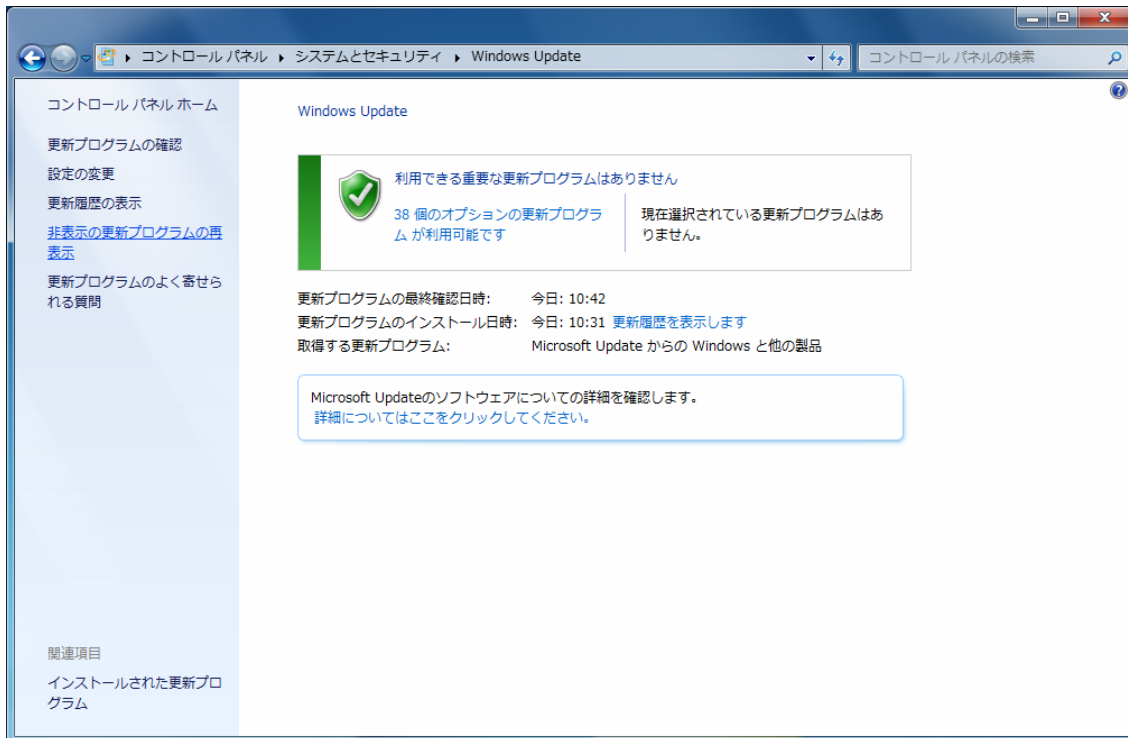 コントロール パネル ▸ システムとセキュリティ ▸ Windows Update
コントロール パネルの検索
コントロール パネル ホーム
更新プログラムの確認
設定の変更
更新履歴の表示
非表示の更新プログラムの再
表示
更新プログラムのよく寄せら
れる質問
関連項目
インストールされた更新プロ
グラム
Windows Update
利用できる重要な更新プログラムはありません
38 個のオプションの更新プログラ
ム が利用可能です
現在選択されている更新プログラムはあ
りません。
更新プログラムの最終確認日時: 今日: 10:42
更新プログラムのインストール日時: 今日: 10:31 更新履歴を表示します
取得する更新プログラム: Microsoft Update からの Windows と他の製品
Microsoft Updateのソフトウェアについての詳細を確認します。
詳細についてはここをクリックしてください。